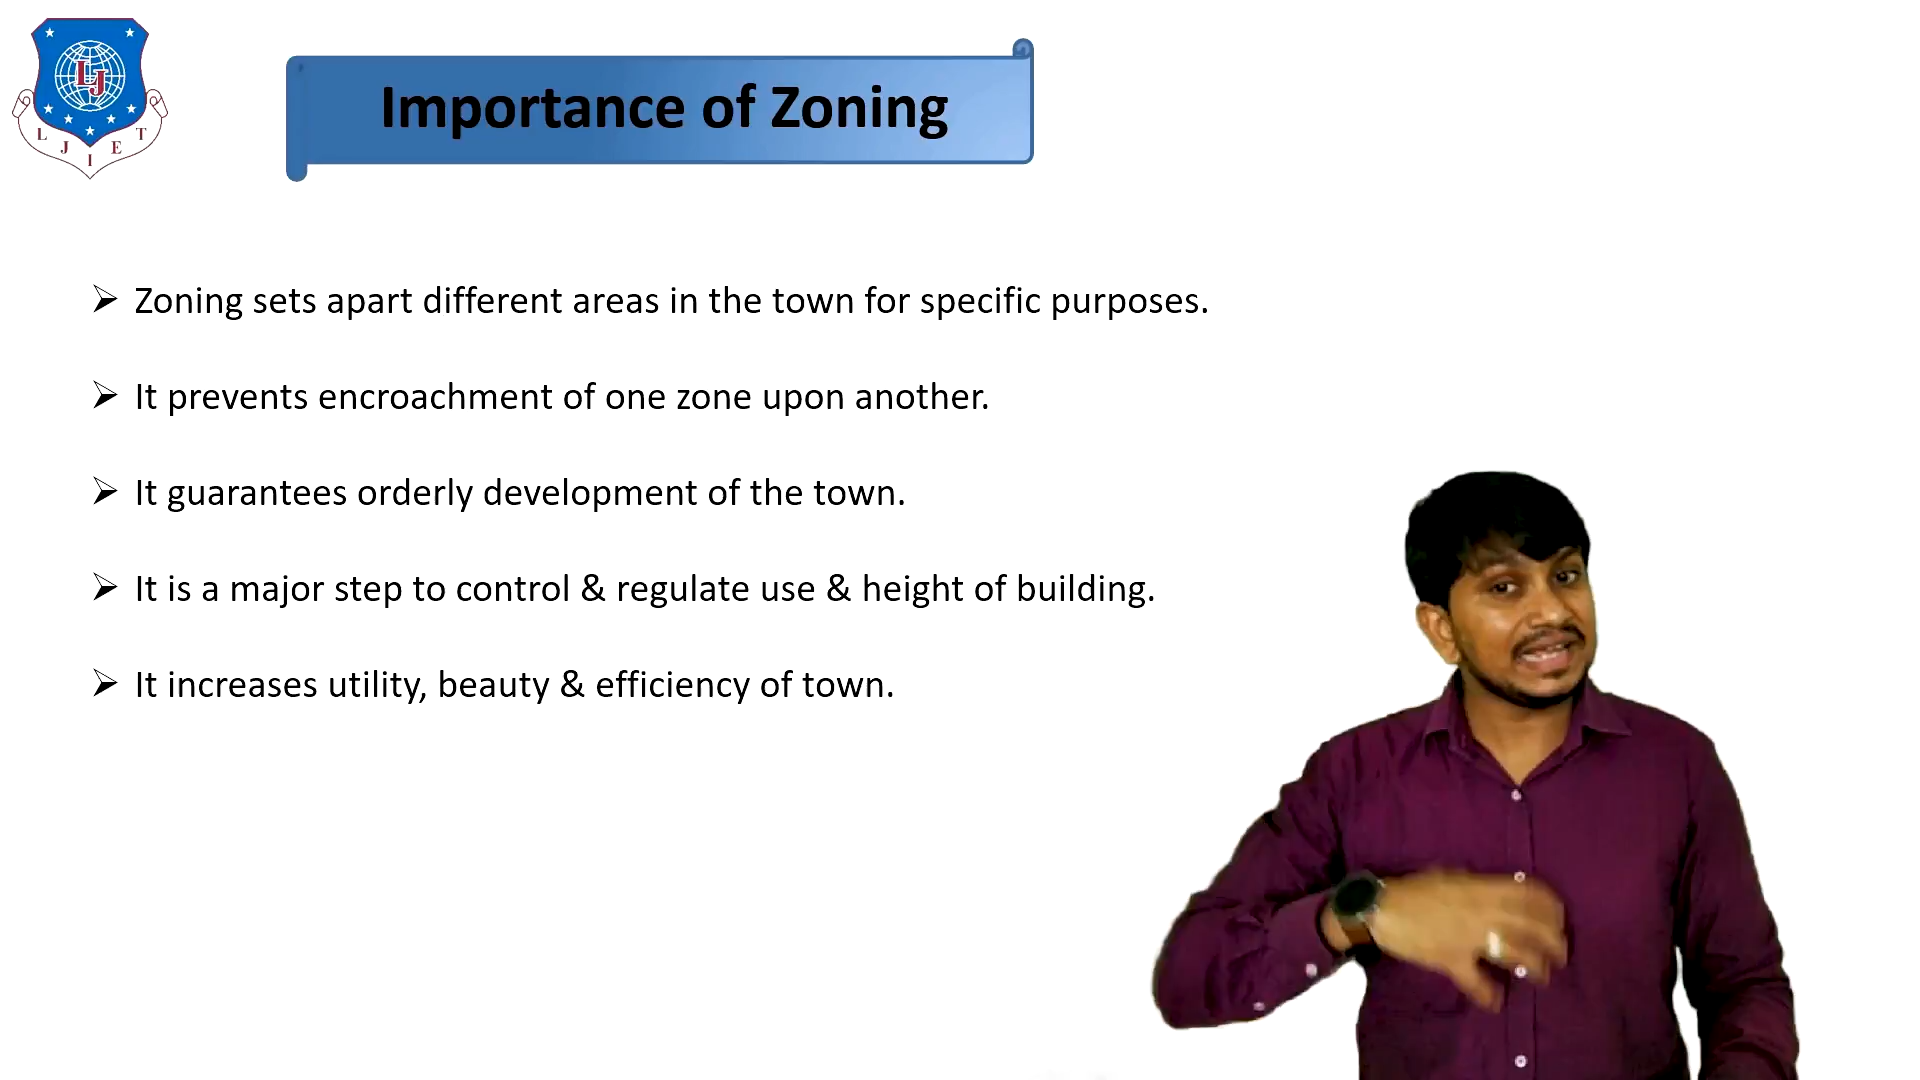 LJ
L J I E T
Importance of Zoning
Zoning sets apart different areas in the town for specific purposes.
It prevents encroachment of one zone upon another.
It guarantees orderly development of the town.
It is a major step to control & regulate use & height of building.
It increases utility, beauty & efficiency of town.